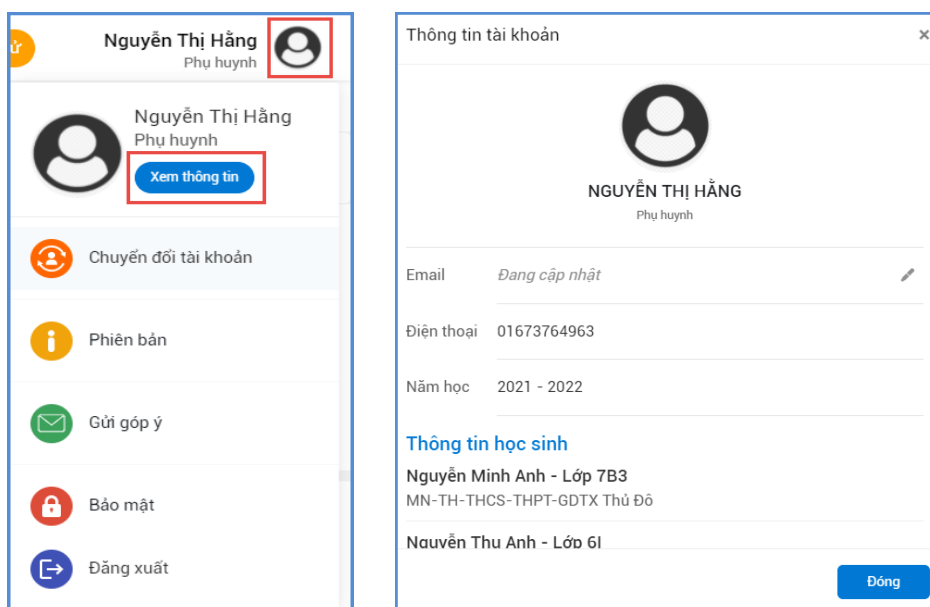 ử
Nguyễn Thị Hằng
Phụ huynh
Nguyễn Thị Hằng
Phụ huynh
Xem thông tin
Chuyển đổi tài khoản
Phiên bản
Gửi góp ý
Bảo mật
Đăng xuất
Thông tin tài khoản ×
NGUYỄN THỊ HẰNG
Phụ huynh
Email Đang cập nhật
Điện thoại 01673764963
Năm học 2021 - 2022
Thông tin học sinh
Nguyễn Minh Anh - Lớp 7B3
MN-TH-THCS-THPT-GDTX Thủ Đô
Nguyễn Thu Anh - Lớp 6I
Đóng